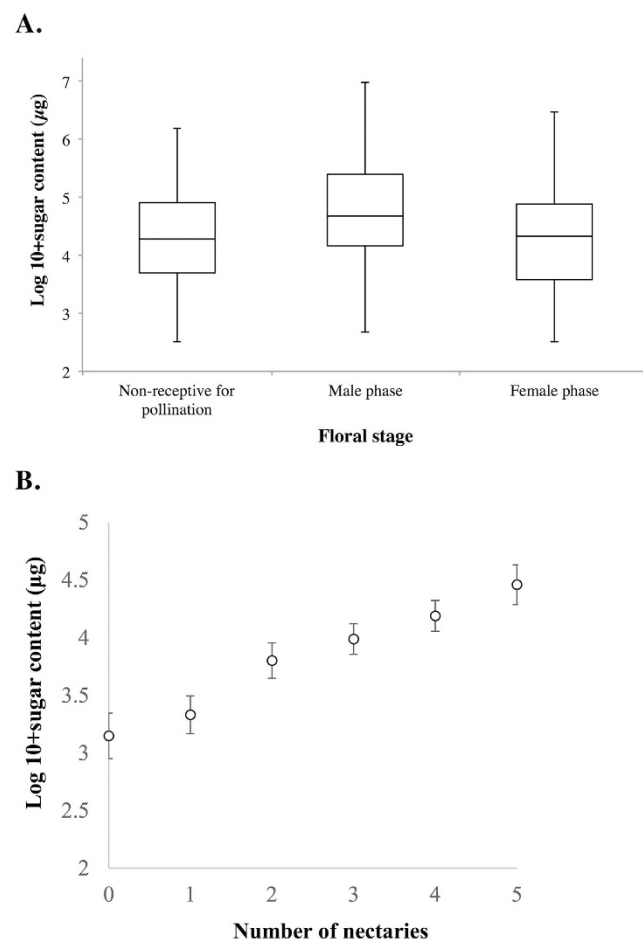 A.
Log 10+sugar content (µg)
7
6
5
4
3
2
Non-receptive for
pollination
Male phase
Female phase
Floral stage
B.
Log 10+sugar content (µg)
5
4.5
4
3.5
3
2.5
2
0 1 2 3 4 5
Number of nectaries